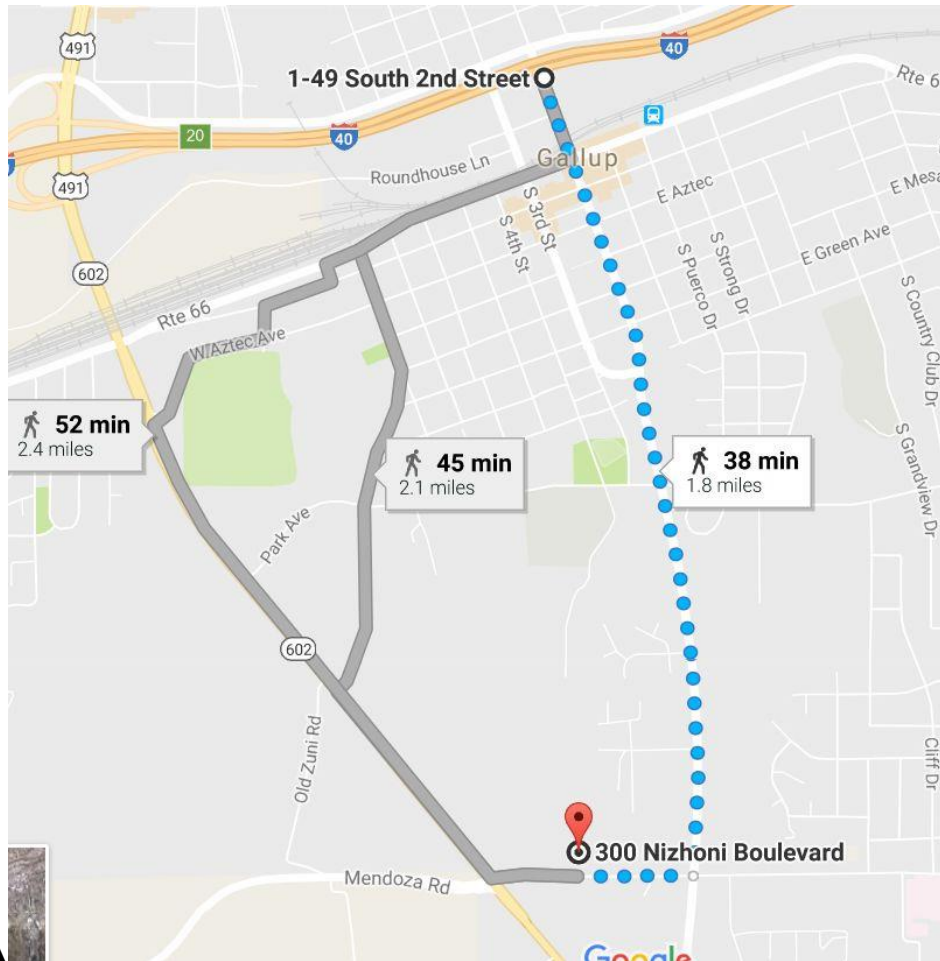 491
40
1-49 South 2nd Street
Rte 6
20
40
Gallup
Roundhouse Ln
491
E Aztec
E Mesa
S 3rd St
S 4th St
602
E Green Ave
S Strong Dr
S Puerco Dr
S Country Club Dr
Rte 66
W Aztec Ave
52 min
2.4 miles
45 min
2.1 miles
38 min
1.8 miles
S Grandview Dr
Park Ave
602
Old Zuni Rd
Cliff Dr
300 Nizhoni Boulevard
Mendoza Rd
Google